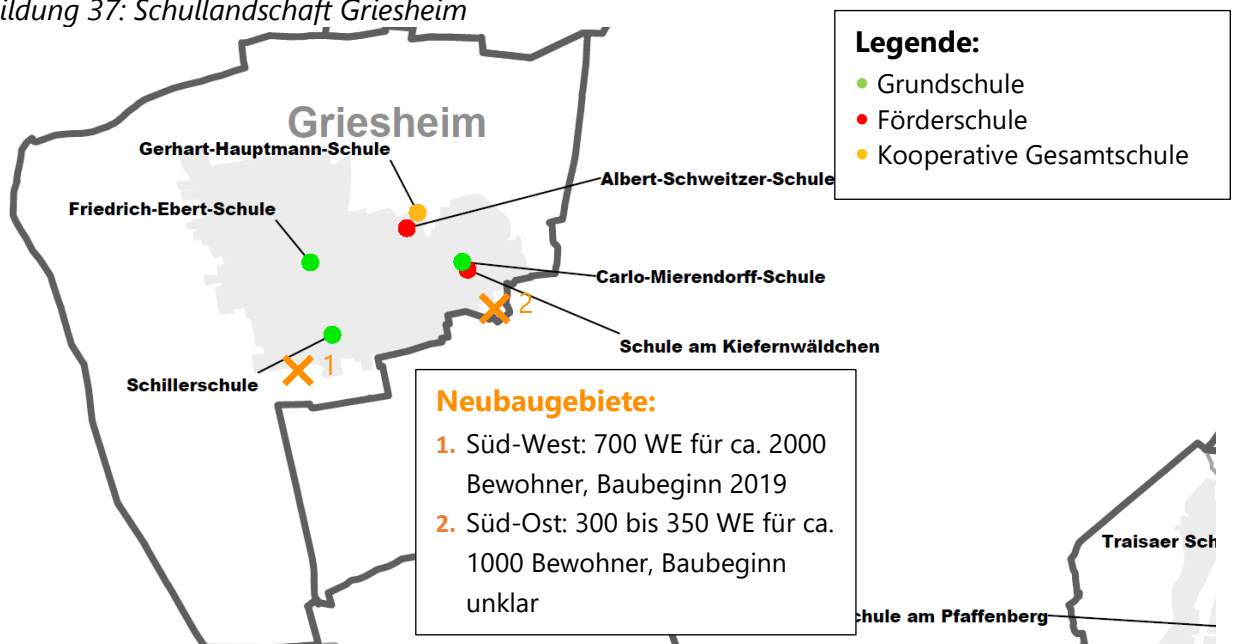 ildung 37: Schullandschaft Griesheim
Legende:
• Grundschule
• Förderschule
• Kooperative Gesamtschule
Griesheim
Gerhart-Hauptmann-Schule
Albert-Schweitzer-Schule
Friedrich-Ebert-Schule
Carlo-Mierendorff-Schule
2
Schule am Kiefernwäldchen
1
Schillerschule
Neubaugebiete:
1. Süd-West: 700 WE für ca. 2000
Bewohner, Baubeginn 2019
2. Süd-Ost: 300 bis 350 WE für ca.
1000 Bewohner, Baubeginn
unklar
Traisaer Sch
chule am Pfaffenberg